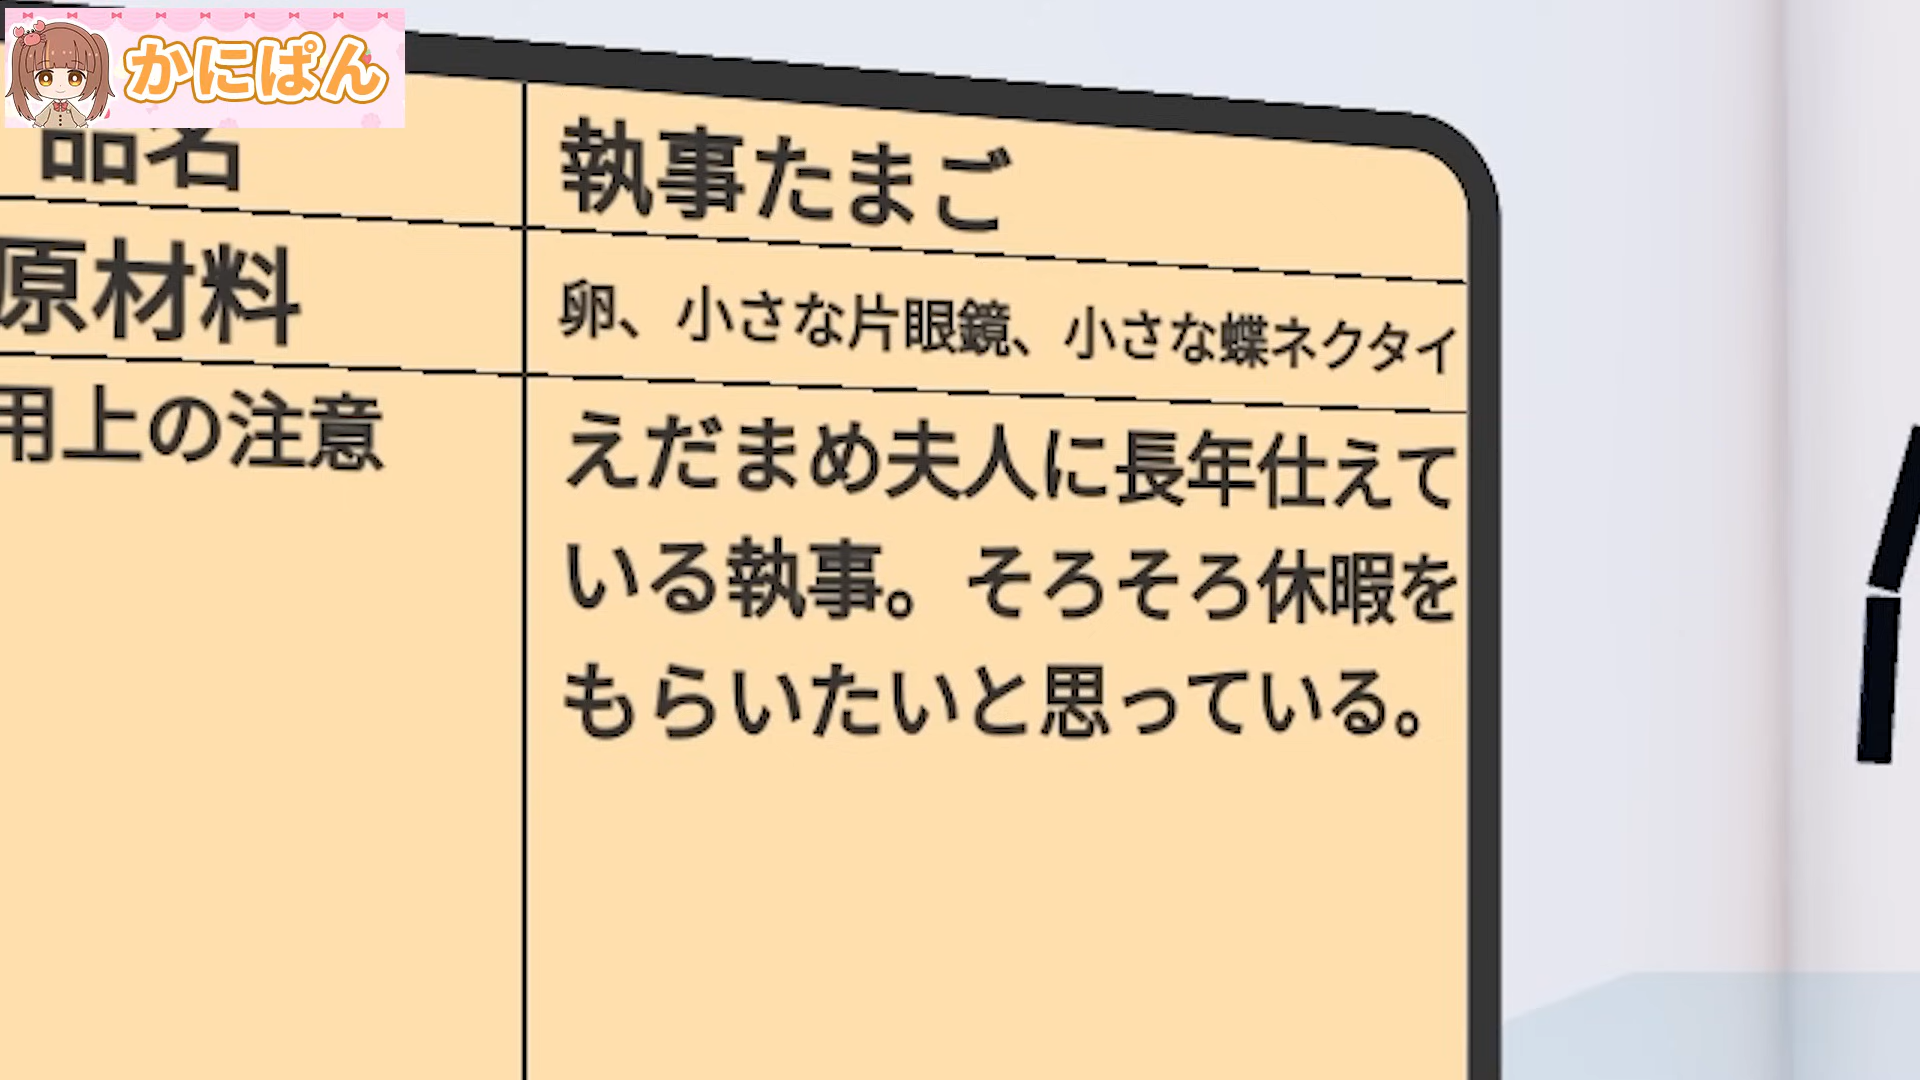 かにぱん
品名
執事たまご
原材料
卵、小さな片眼鏡、小さな蝶ネクタイ
用上の注意
えだまめ夫人に長年仕えて
いる執事。そろそろ休暇を
もらいたいと思っている。